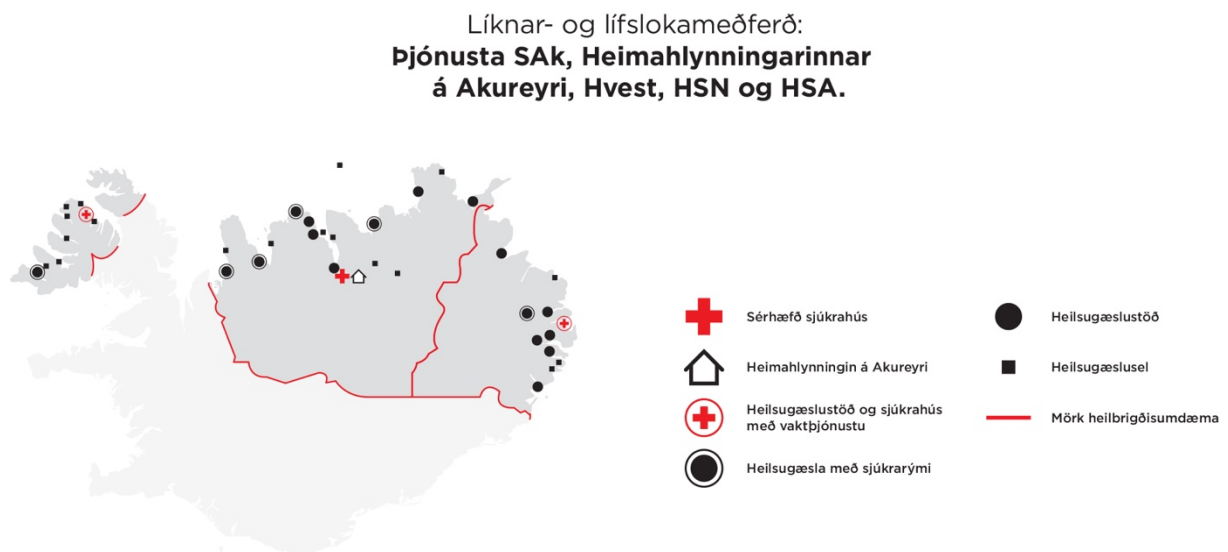 Líknar- og lífslokameðferð:
Þjónusta SAk, Heimahlynningarinnar
á Akureyri, Hvest, HSN og HSA.
Sérhæfð sjúkrahús
Heimahlynningin á Akureyri
Heilsugæslustöð og sjúkrahús
með vaktþjónustu
Heilsugæsla með sjúkrarými
Heilsugæslustöð
Heilsugæslusel
Mörk heilbrigðisumdæma